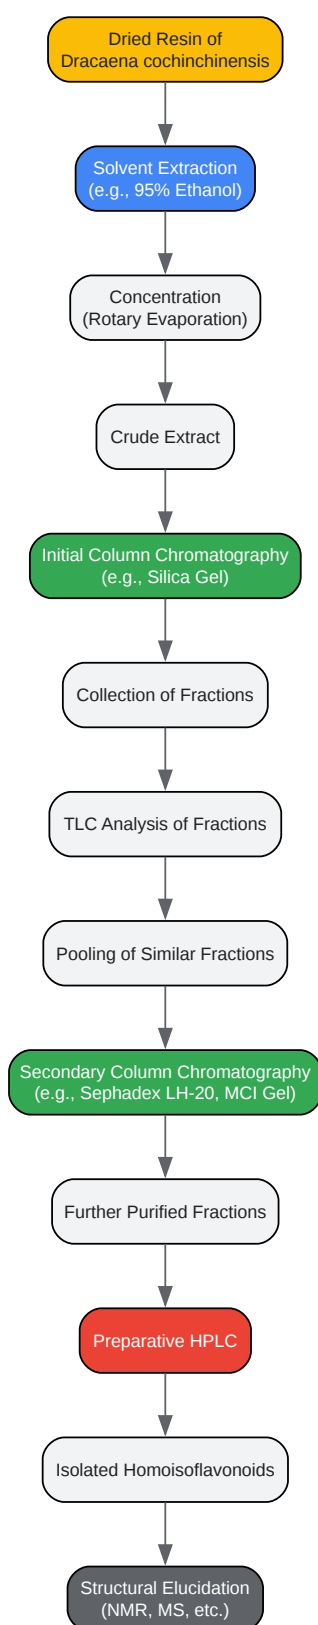 Dried Resin of
Dracaena cochinchinensis
Solvent Extraction
(e.g., 95% Ethanol)
Concentration
(Rotary Evaporation)
Crude Extract
Initial Column Chromatography
(e.g., Silica Gel)
Collection of Fractions
TLC Analysis of Fractions
Pooling of Similar Fractions
Secondary Column Chromatography
(e.g., Sephadex LH-20, MCI Gel)
Further Purified Fractions
Preparative HPLC
Isolated Homoisoflavonoids
Structural Elucidation
(NMR, MS, etc.)